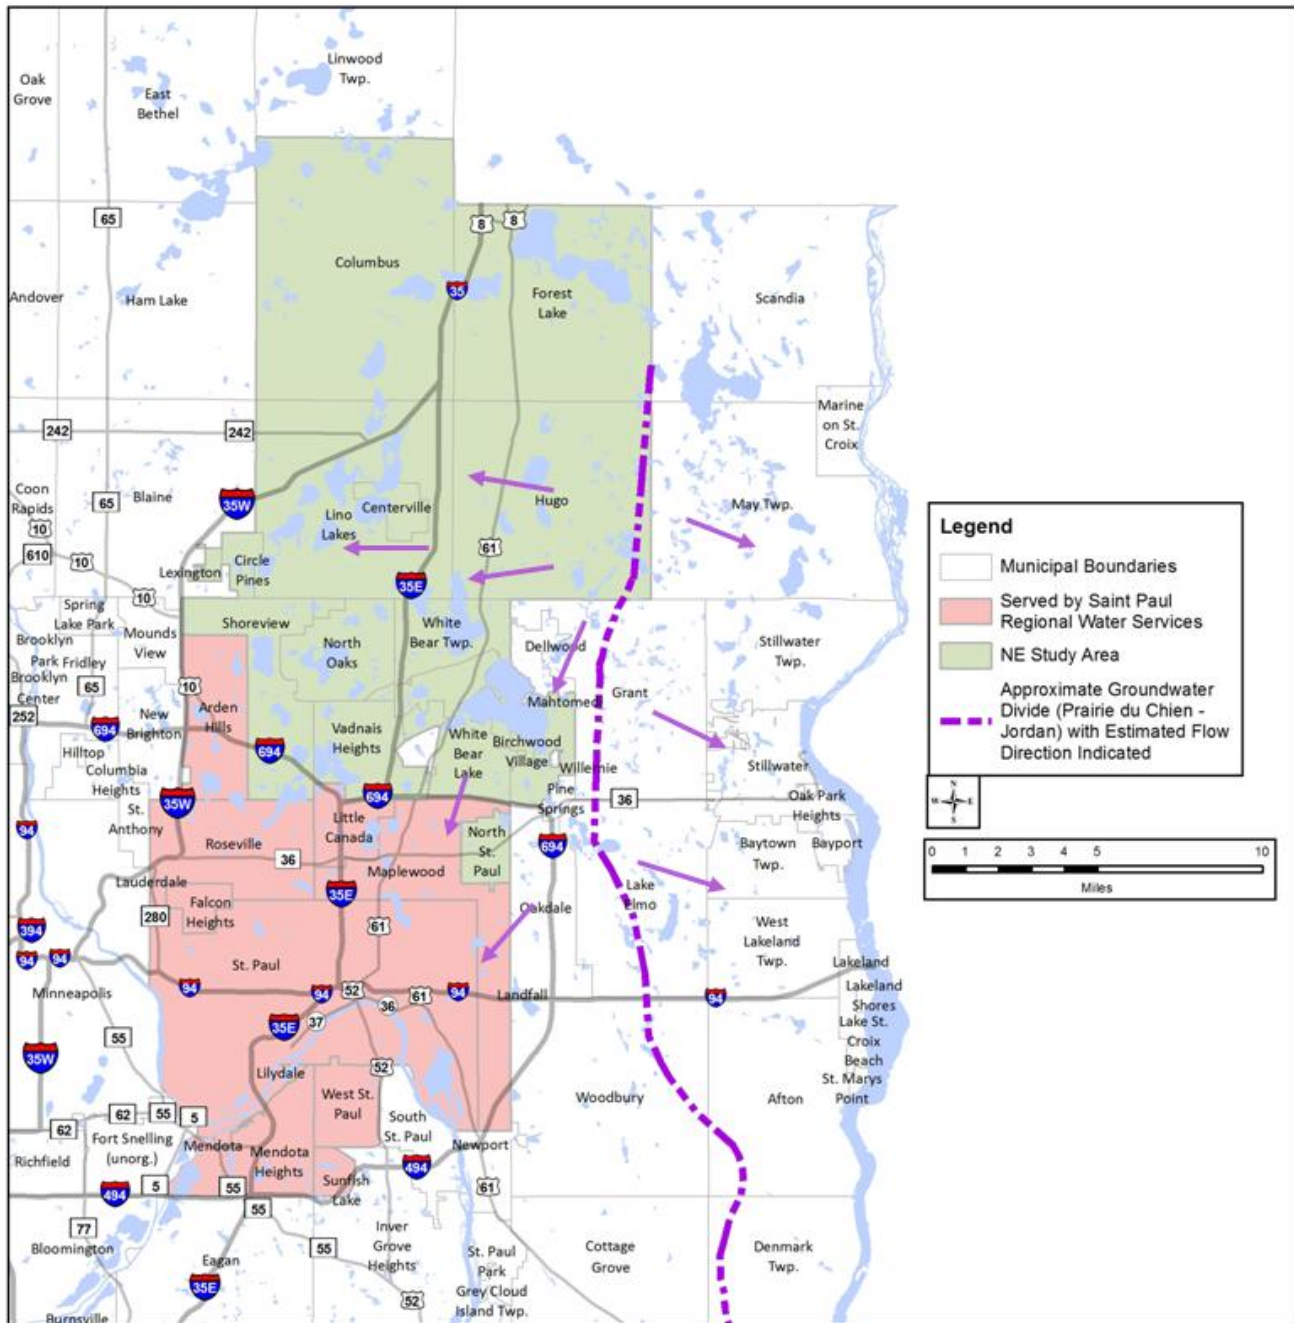 Linwood
Twp.
Oak
Grove
East
Bethel
65
8
8
Columbus
35
Forest
Lake
Scandia
Andover
Ham Lake
Marine
on St.
Croix
242
242
Coon
Rapids
65
Blaine
35W
Centerville
Lino
Lakes
Hugo
May Twp.
10
610
10
61
Lexington
Circle
Pines
35E
10
Spring
Lake Park
Mounds
View
Shoreview
North
Oaks
White
Bear Twp.
Dellwood
Stillwater
Twp.
Brooklyn
Park
Fridley
Brooklyn
Center
65
10
Arden
Hills
Grant
Mahtomedi
252
694
New
Brighton
694
Vadnais
Heights
White
Bear
Lake
Birchwood
Village
Willernie
Hilltop
Columbia
Heights
Stillwater
Pine
Springs
694
36
Oak Park
Heights
35W
St.
Anthony
94
Little
Canada
North
St.
Paul
694
Baytown
Twp.
Bayport
Roseville
36
Maplewood
Lauderdale
Falcon
Heights
35E
Lake
Elmo
280
Oakdale
West
Lakeland
Twp.
394
61
94
94
St. Paul
Lakeland
Minneapolis
94
94
52
36
61
94
Landfall
94
Lakeland
Shores
Lake St.
Croix
Beach
St. Marys
Point
55
37
35E
35W
Lilydale
52
West St.
Paul
South
St. Paul
Woodbury
Afton
62
62
55
5
Richfield
Fort Snelling
(unorg.)
Mendota
Mendota
Heights
Newport
494
5
55
Sunfish
Lake
494
61
55
77
Bloomington
Eagan
55
Inver
Grove
Heights
St. Paul
Park
Grey Cloud
Island Twp.
Cottage
Grove
Denmark
Twp.
35E
52
Burnsville
Legend
Municipal Boundaries
Served by Saint Paul
Regional Water Services
NE Study Area
Approximate Groundwater
Divide (Prairie du Chien -
Jordan) with Estimated Flow
Direction Indicated
N
W E
S
0 1 2 3 4 5 10
Miles